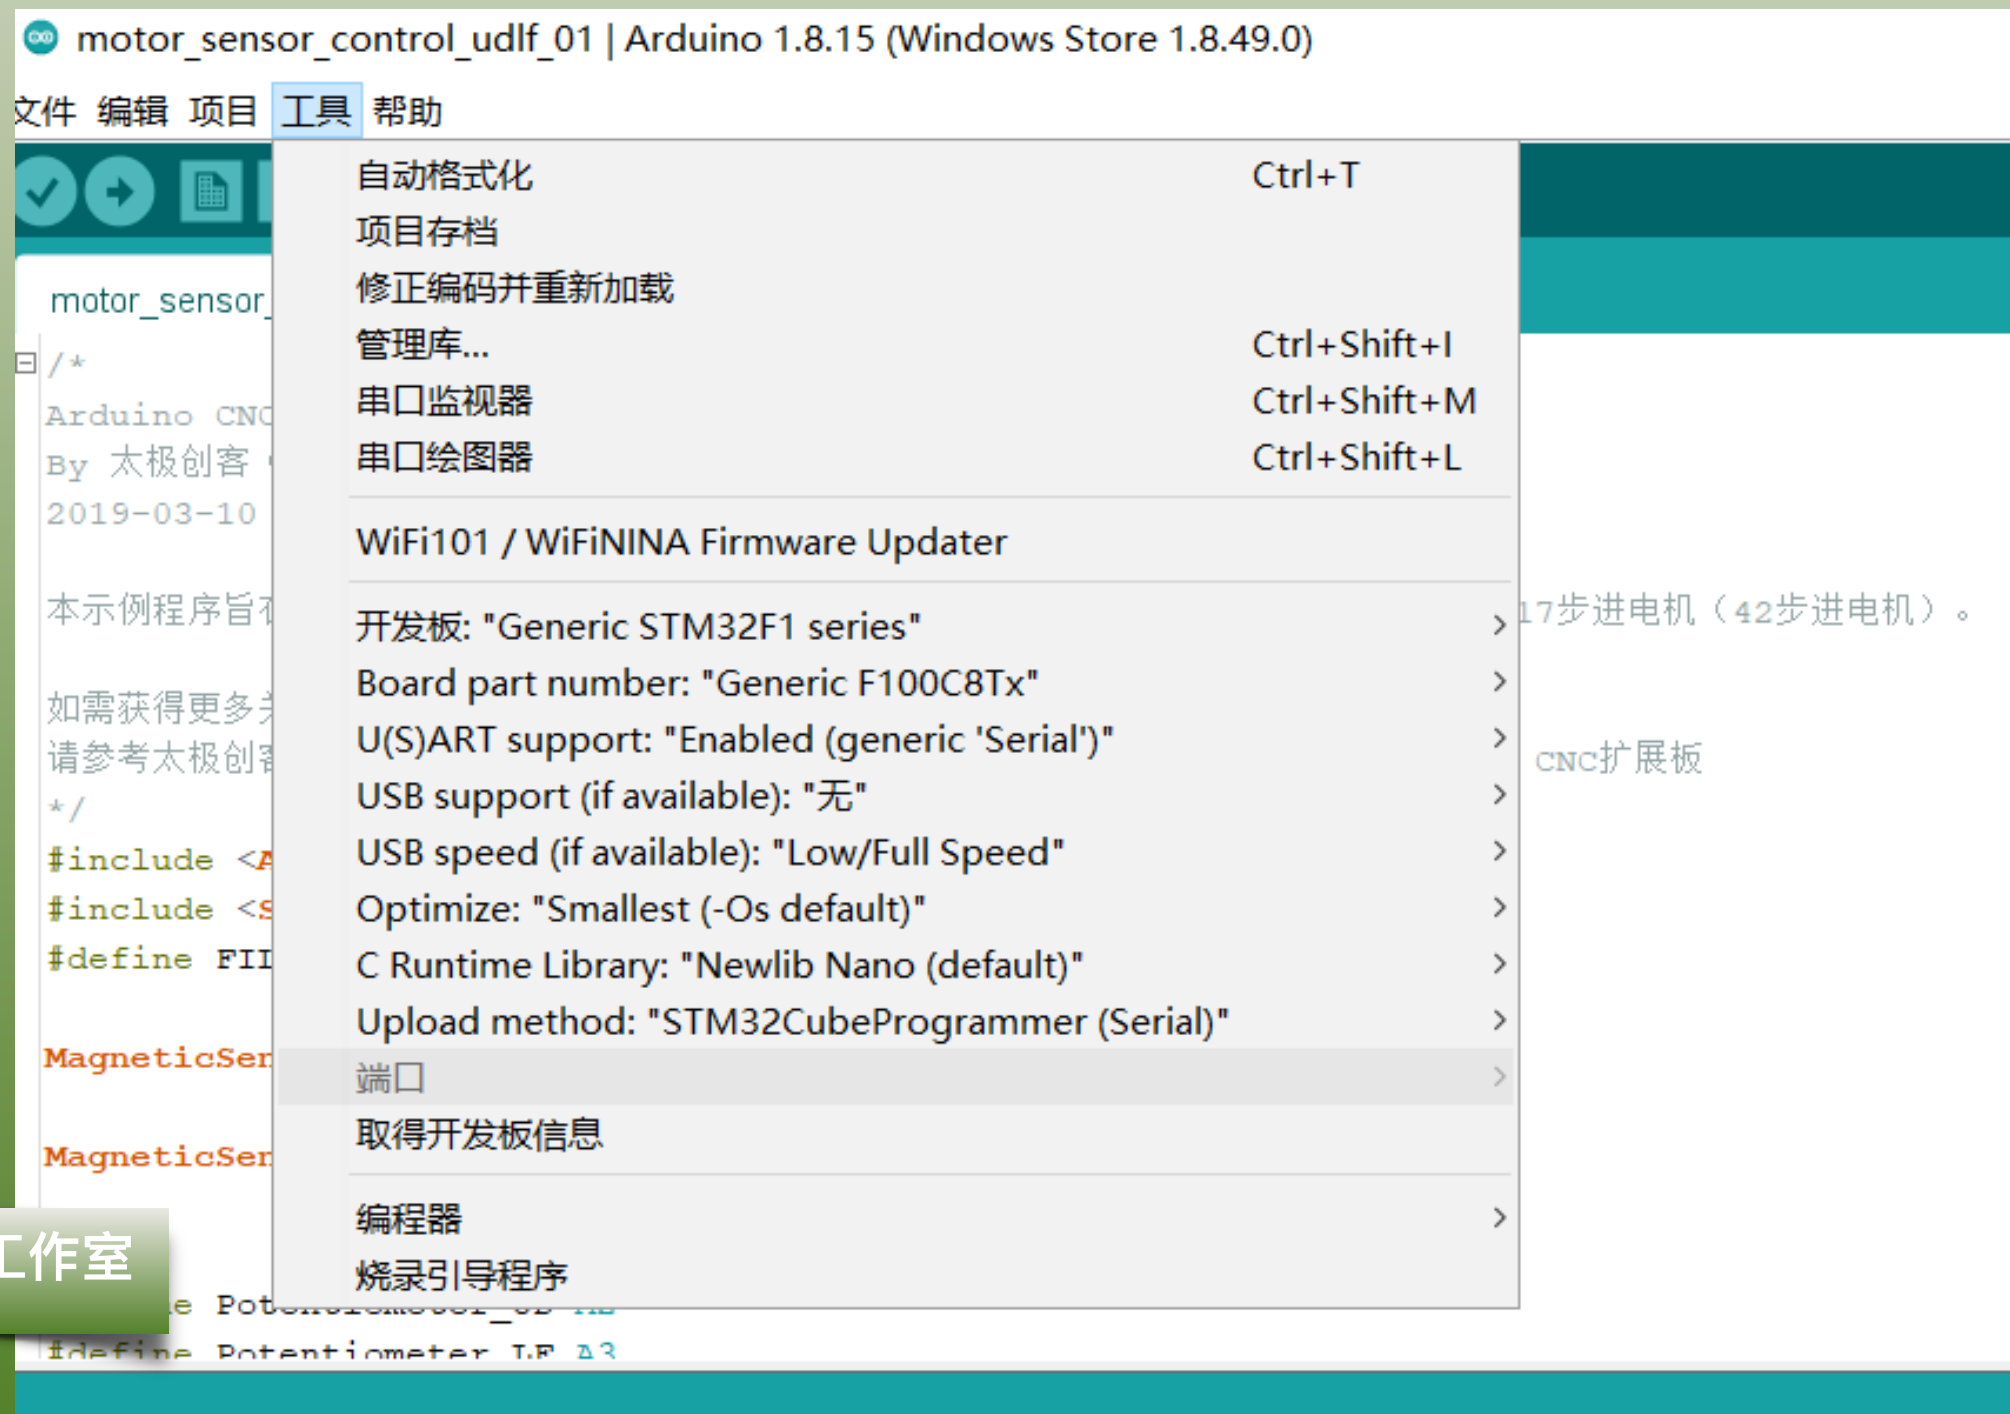 motor_sensor_control_udlf_01 | Arduino 1.8.15 (Windows Store 1.8.49.0)
文件 编辑 项目 工具 帮助
自动格式化 Ctrl+T
项目存档
修正编码并重新加载
管理库... Ctrl+Shift+I
串口监视器 Ctrl+Shift+M
串口绘图器 Ctrl+Shift+L
WiFi101 / WiFiNINA Firmware Updater
开发板: "Generic STM32F1 series"
Board part number: "Generic F100C8Tx"
U(S)ART support: "Enabled (generic 'Serial')"
USB support (if available): "无"
USB speed (if available): "Low/Full Speed"
Optimize: "Smallest (-Os default)"
C Runtime Library: "Newlib Nano (default)"
Upload method: "STM32CubeProgrammer (Serial)"
端口
取得开发板信息
编程器
烧录引导程序
motor_sensor_
/*
Arduino CNC
By 太极创客
2019-03-10
本示例程序旨 17步进电机（42步进电机）。
如需获得更多
请参考太极创 CNC扩展板
*/
#include <A
#include <S
#define FII
MagneticSen
MagneticSen
工作室
#define Potentiometer_LF A3